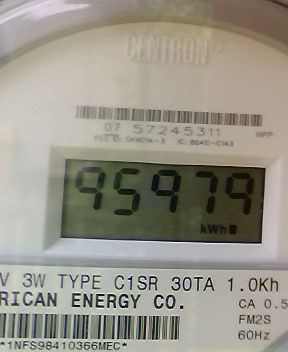 CENTRON®
07 57245311
HPP
95979
kWh
V 3W TYPE C1SR 30TA 1.0Kh
RICAN ENERGY CO.
CA 0.5
FM2S
60Hz
*1NFS98410366MEC*